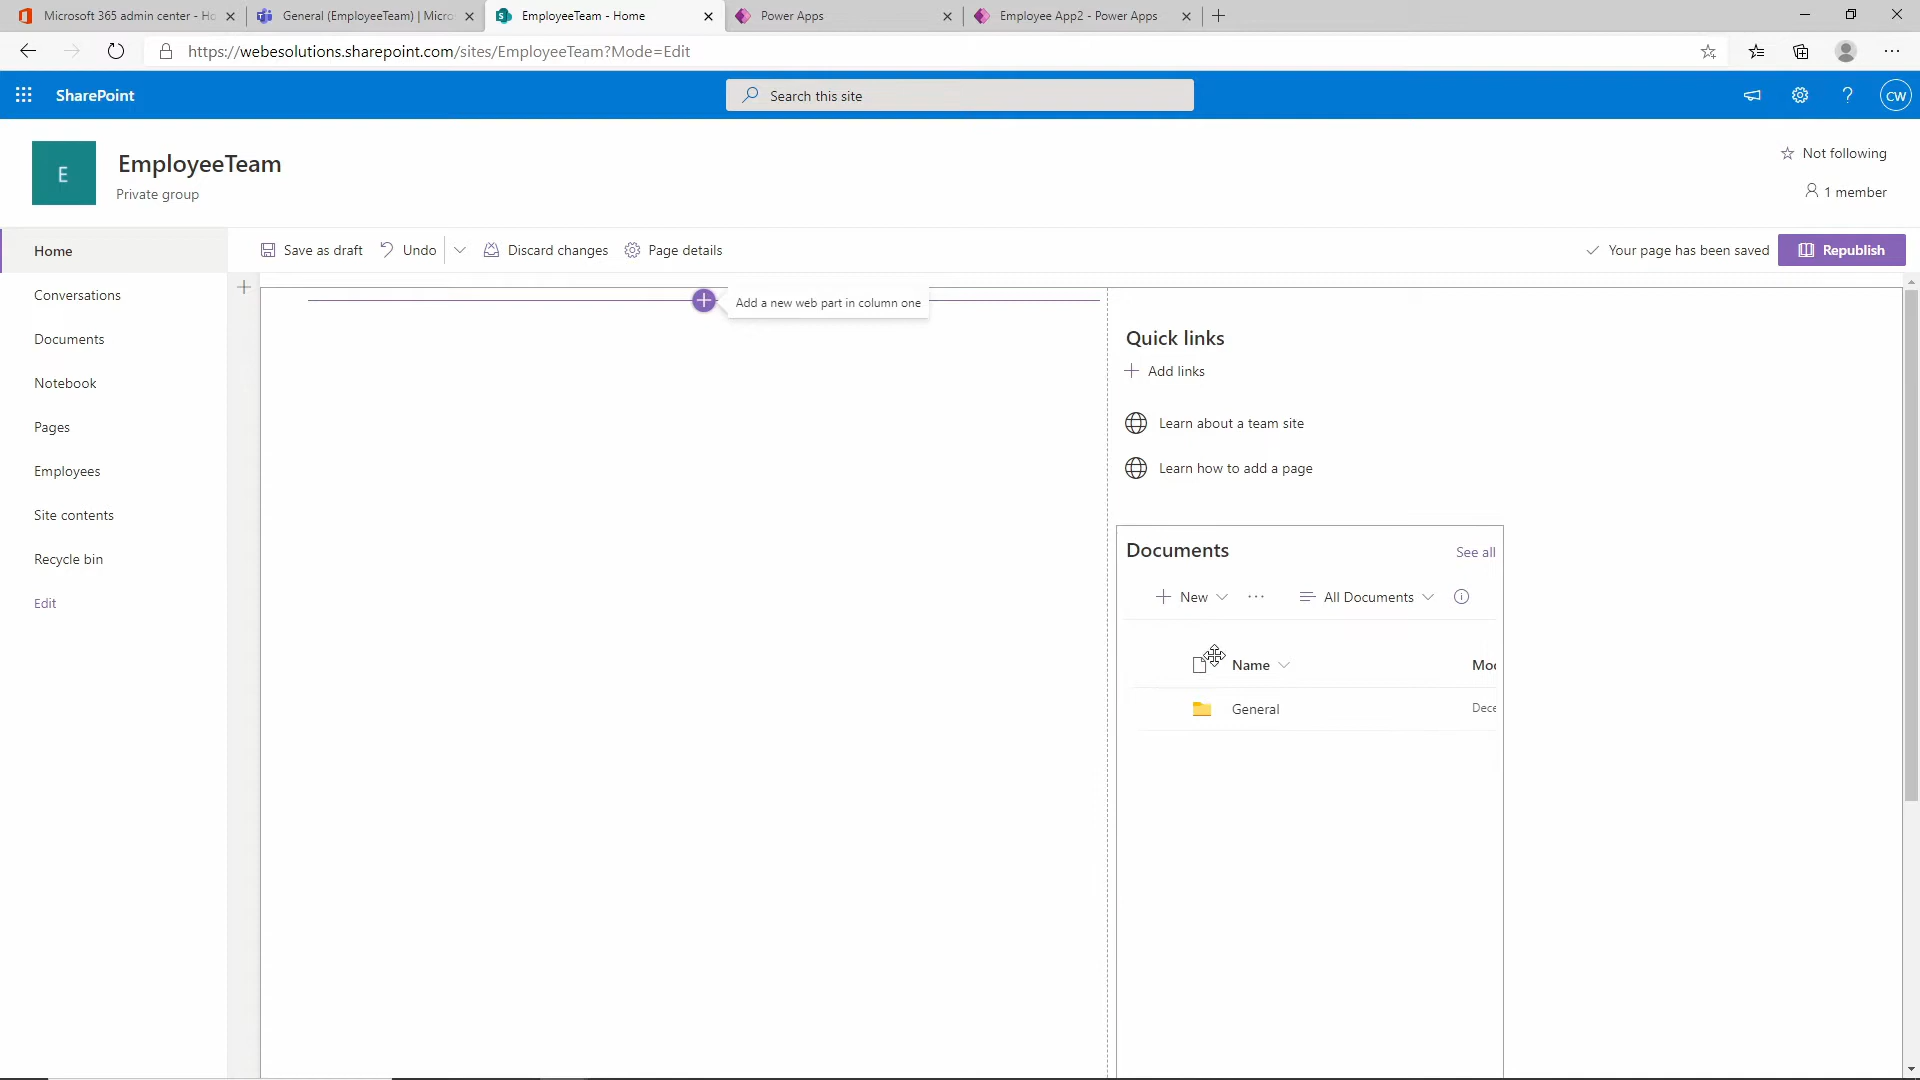 Microsoft 365 admin center - Ho
General (EmployeeTeam) | Micro
EmployeeTeam - Home
Power Apps
Employee App2 - Power Apps
https://webesolutions.sharepoint.com/sites/EmployeeTeam?Mode=Edit
SharePoint
Search this site
CW
E
EmployeeTeam
Private group
Not following
1 member
Home
Save as draft
Undo
Discard changes
Page details
Your page has been saved
Republish
Add a new web part in column one
Conversations
Documents
Notebook
Pages
Employees
Site contents
Recycle bin
Edit
Quick links
Add links
Learn about a team site
Learn how to add a page
Documents
See all
New
All Documents
Name
Mod
General
Dece